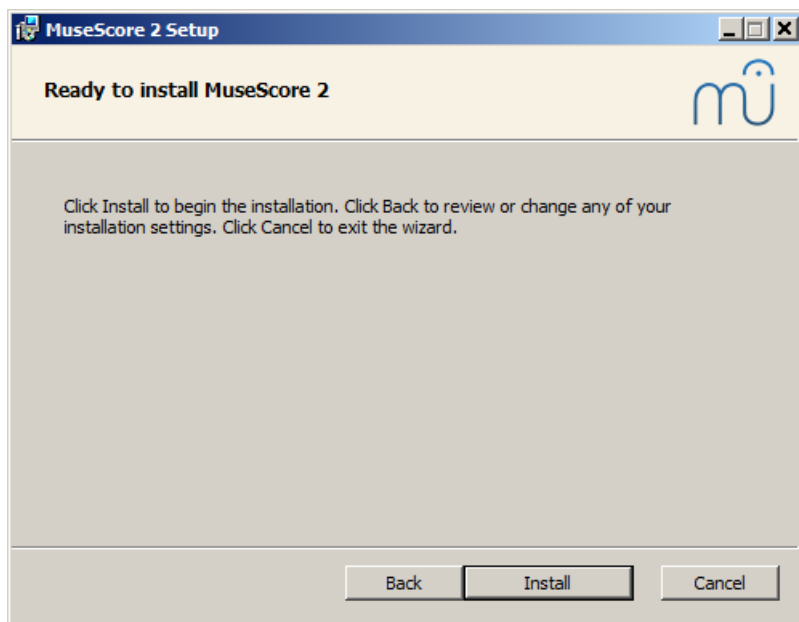 MuseScore 2 Setup
Ready to install MuseScore 2
mu
Click Install to begin the installation. Click Back to review or change any of your
installation settings. Click Cancel to exit the wizard.
Back Install Cancel